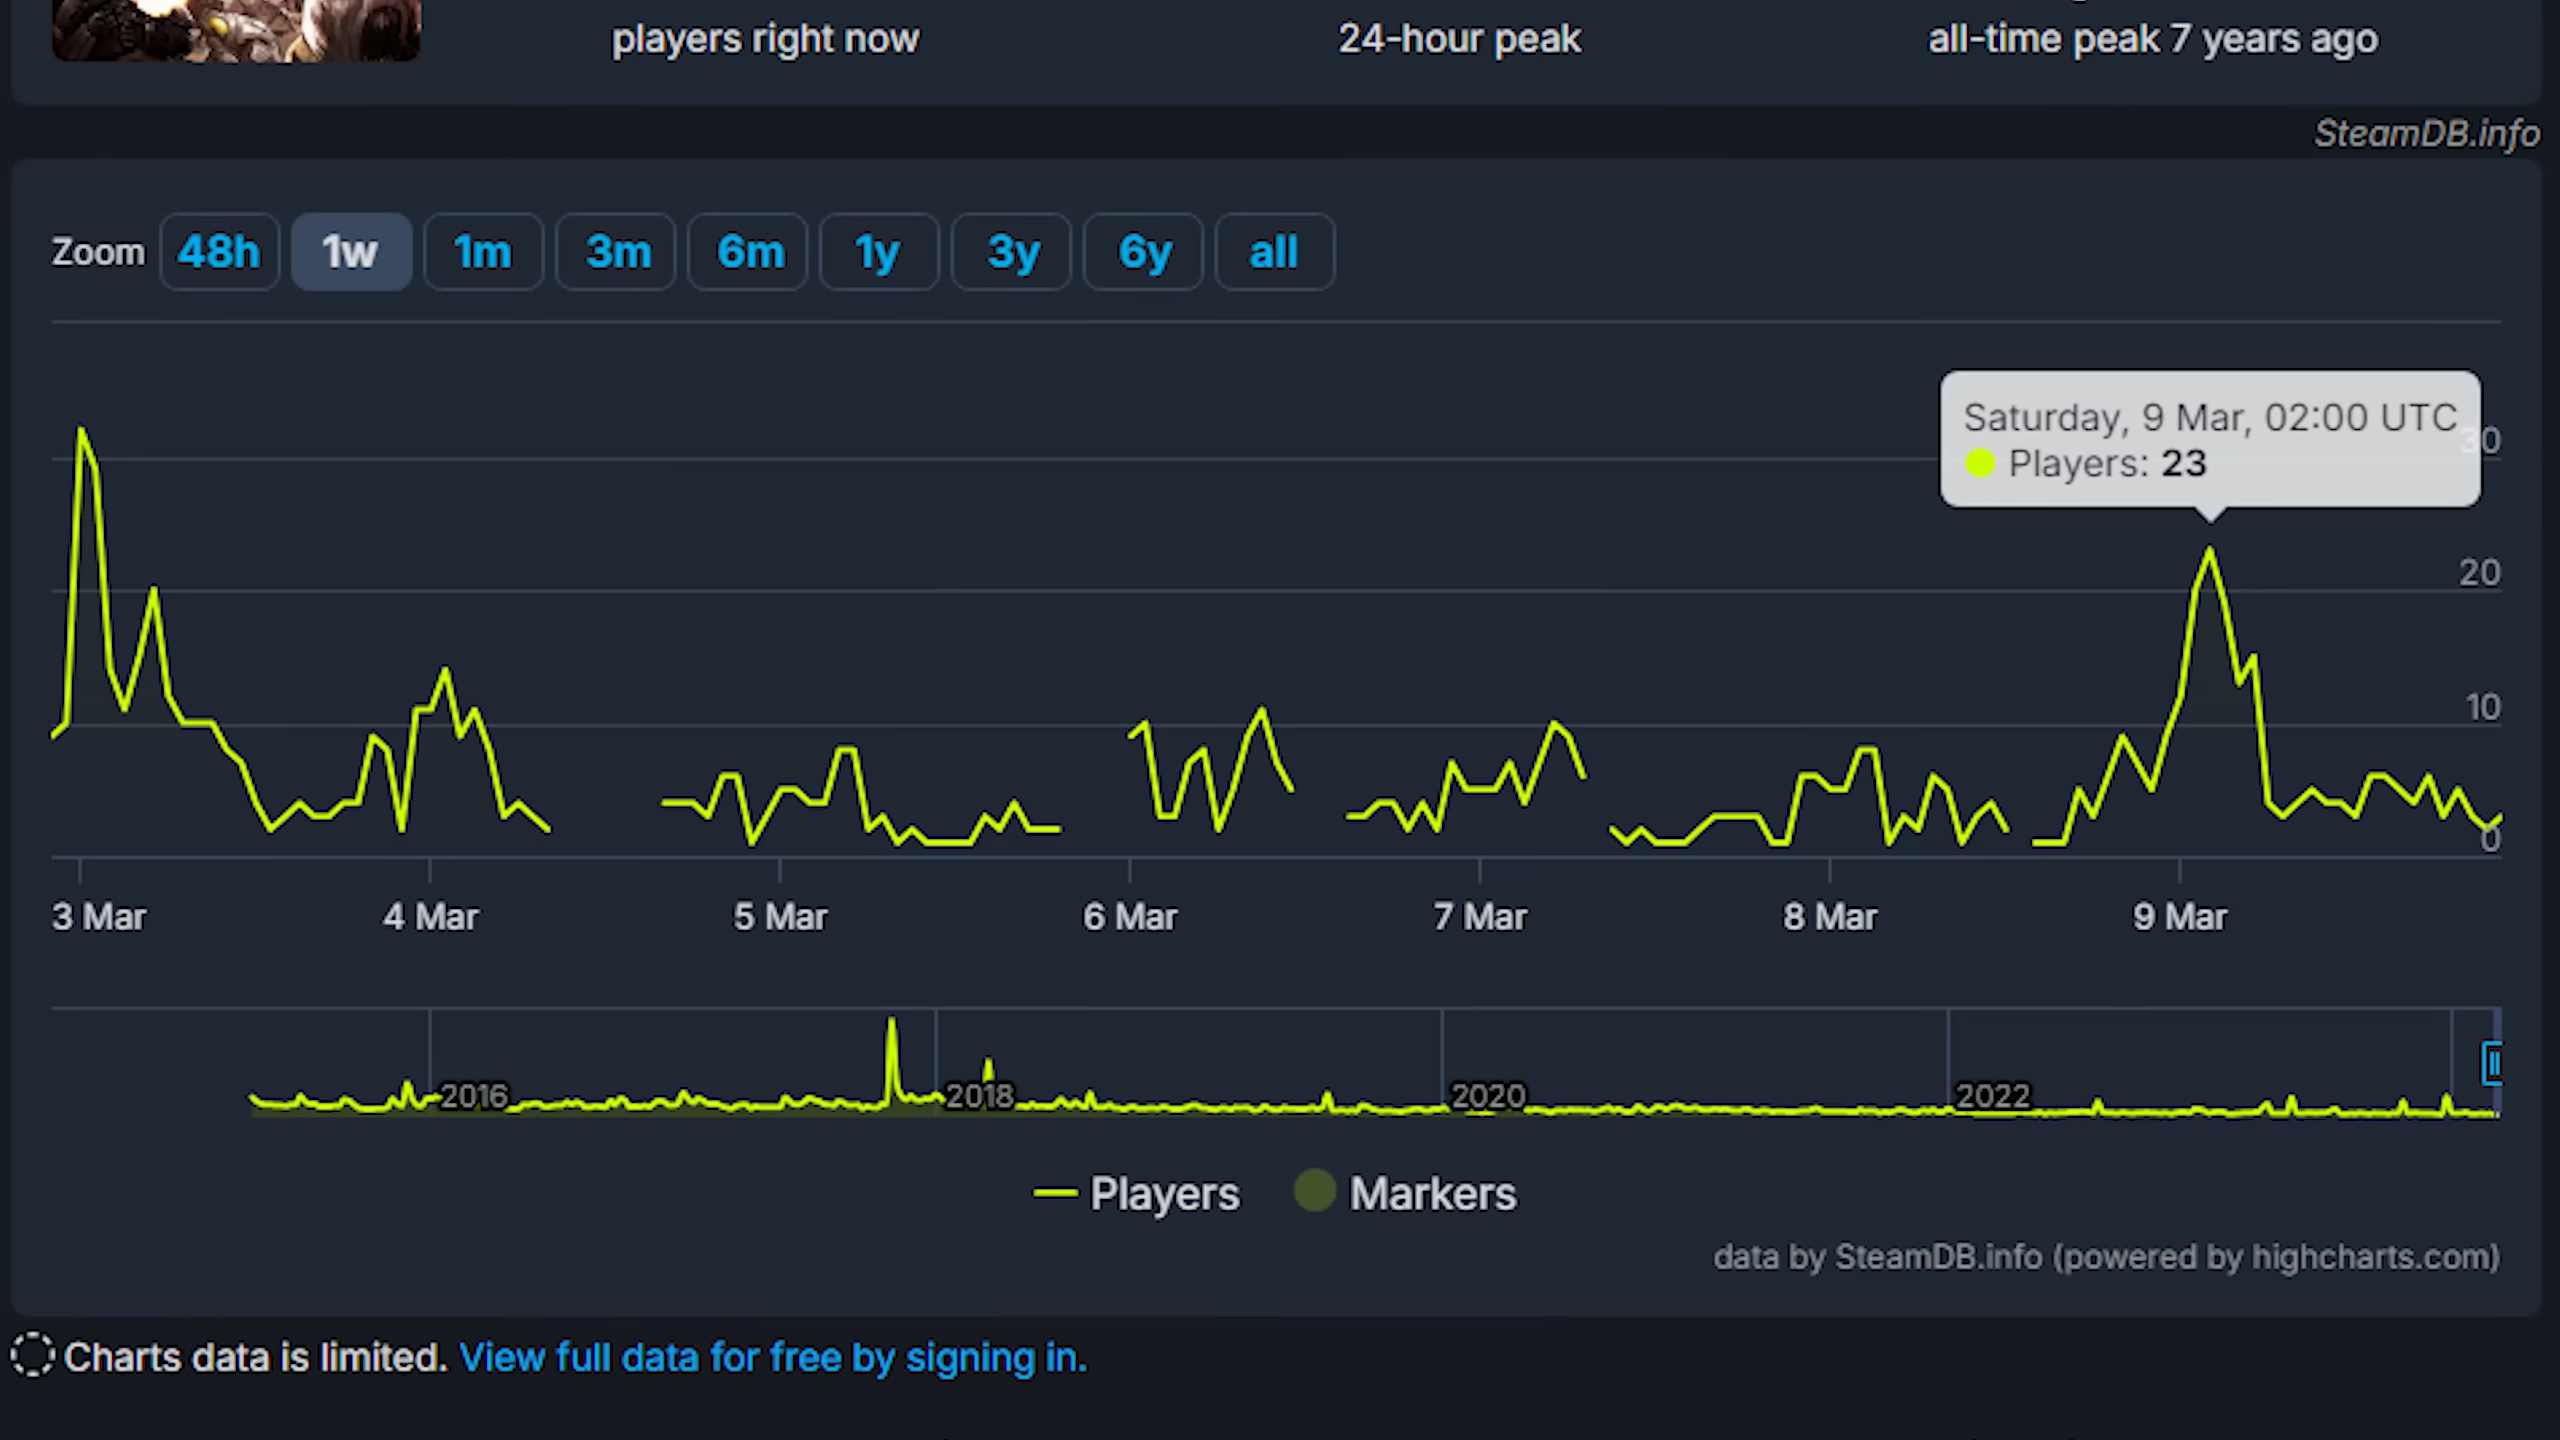 players right now
24-hour peak
all-time peak 7 years ago
SteamDB.info
Zoom 48h 1w 1m 3m 6m 1y 3y 6y all
Saturday, 9 Mar, 02:00 UTC
Players: 23
30
20
10
0
3 Mar 4 Mar 5 Mar 6 Mar 7 Mar 8 Mar 9 Mar
2016 2018 2020 2022
Players Markers
data by SteamDB.info (powered by highcharts.com)
Charts data is limited. View full data for free by signing in.